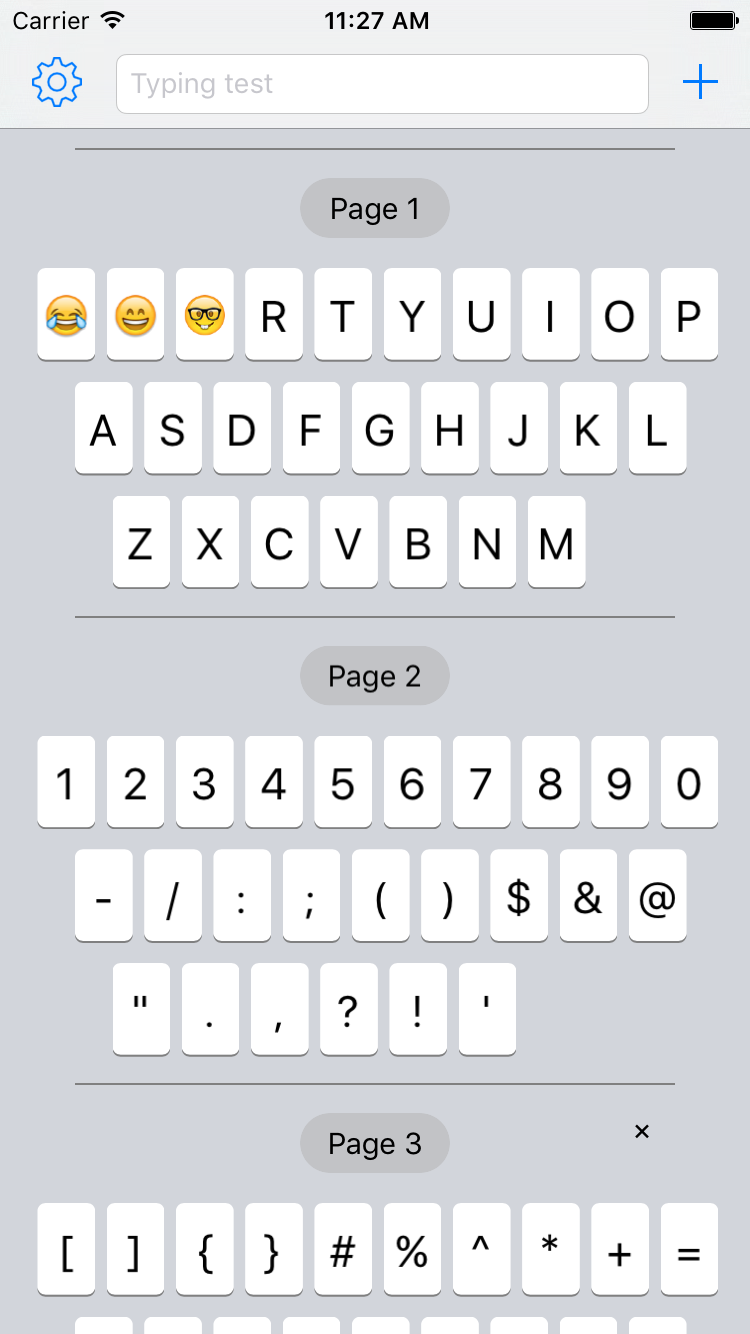 Carrier 11:27 AM
Typing test
Page 1
😂 😄 🤓 R T Y U I O P
A S D F G H J K L
Z X C V B N M
Page 2
1 2 3 4 5 6 7 8 9 0
- / : ; ( ) $ & @
" . , ? ! '
Page 3 ×
[ ] { } # % ^ * + =